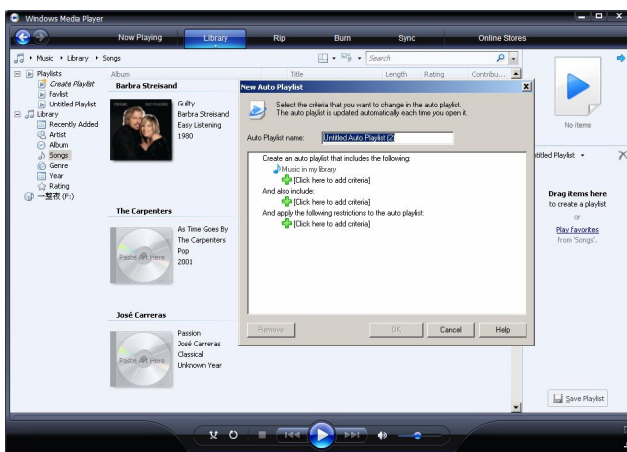 Windows Media Player
Now Playing
Library
Rip
Burn
Sync
Online Stores
Music
Library
Songs
Search
Playlists
Create Playlist
favlist
Untitled Playlist
Library
Recently Added
Artist
Album
Songs
Genre
Year
Rating
一整夜 (F:)
Album
Title
Length
Rating
Contribu...
Barbra Streisand
Guilty
Barbra Streisand
Easy Listening
1980
The Carpenters
Paste Art Here
As Time Goes By
The Carpenters
Pop
2001
José Carreras
Paste Art Here
Passion
José Carreras
Classical
Unknown Year
New Auto Playlist
Select the criteria that you want to change in the auto playlist.
The auto playlist is updated automatically each time you open it.
Auto Playlist name:
Untitled Auto Playlist (2)
Create an auto playlist that includes the following:
Music in my library
[Click here to add criteria]
And also include:
[Click here to add criteria]
And apply the following restrictions to the auto playlist:
[Click here to add criteria]
Remove
OK
Cancel
Help
No items
ntitled Playlist
Drag items here
to create a playlist
or
Play favorites
from 'Songs'.
Save Playlist